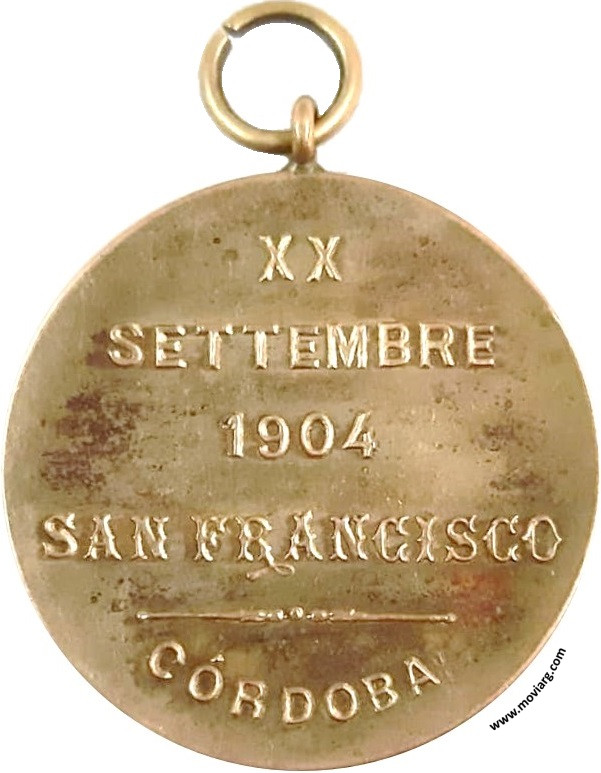 XX
SETTEMBRE
1904
SAN FRANCISCO
CÓRDOBA
www.moviarg.com